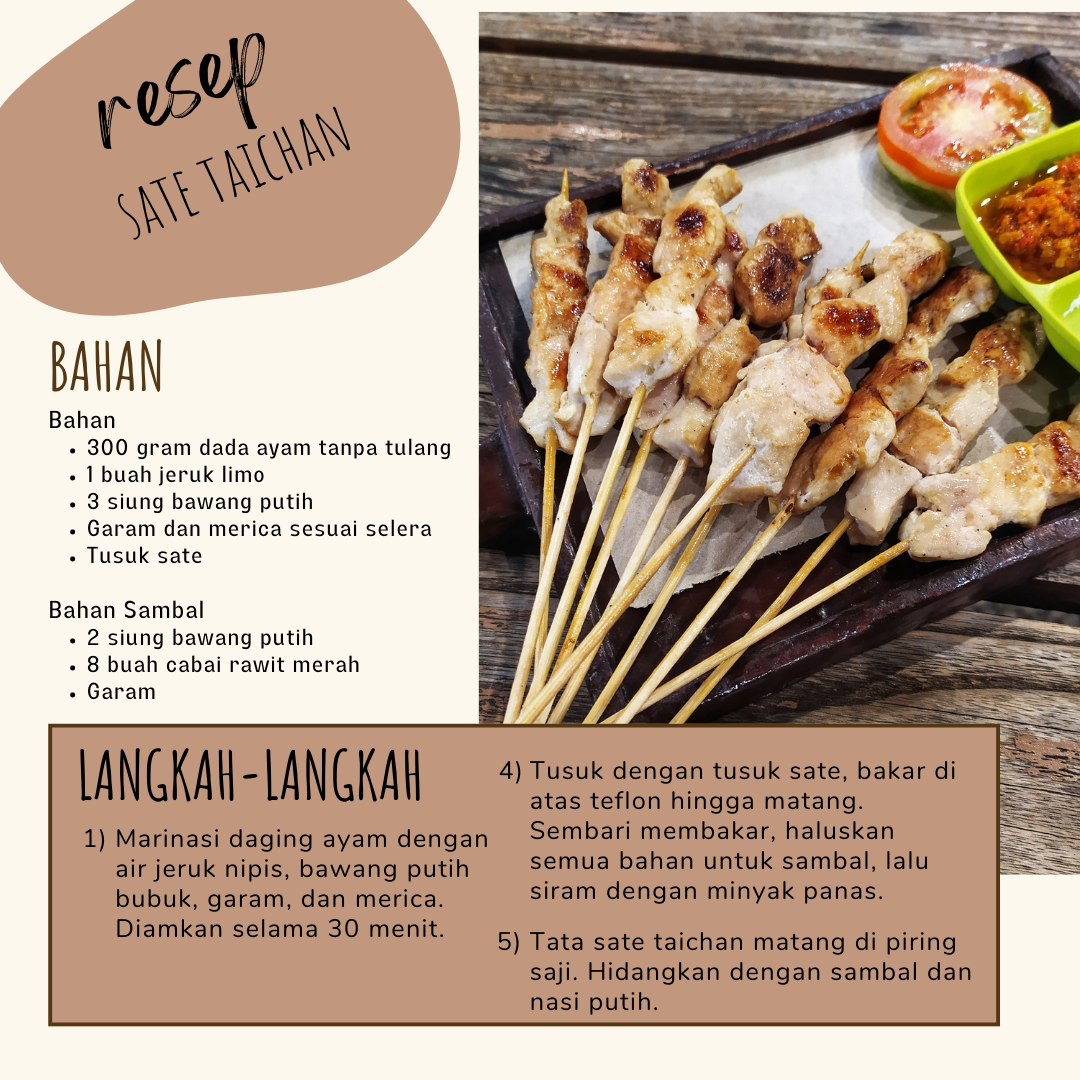 resep
SATE TAICHAN
BAHAN
Bahan
• 300 gram dada ayam tanpa tulang
• 1 buah jeruk limo
• 3 siung bawang putih
• Garam dan merica sesuai selera
• Tusuk sate
Bahan Sambal
• 2 siung bawang putih
• 8 buah cabai rawit merah
• Garam
LANGKAH-LANGKAH
1) Marinasi daging ayam dengan
air jeruk nipis, bawang putih
bubuk, garam, dan merica.
Diamkan selama 30 menit.
4) Tusuk dengan tusuk sate, bakar di
atas teflon hingga matang.
Sembari membakar, haluskan
semua bahan untuk sambal, lalu
siram dengan minyak panas.
5) Tata sate taichan matang di piring
saji. Hidangkan dengan sambal dan
nasi putih.